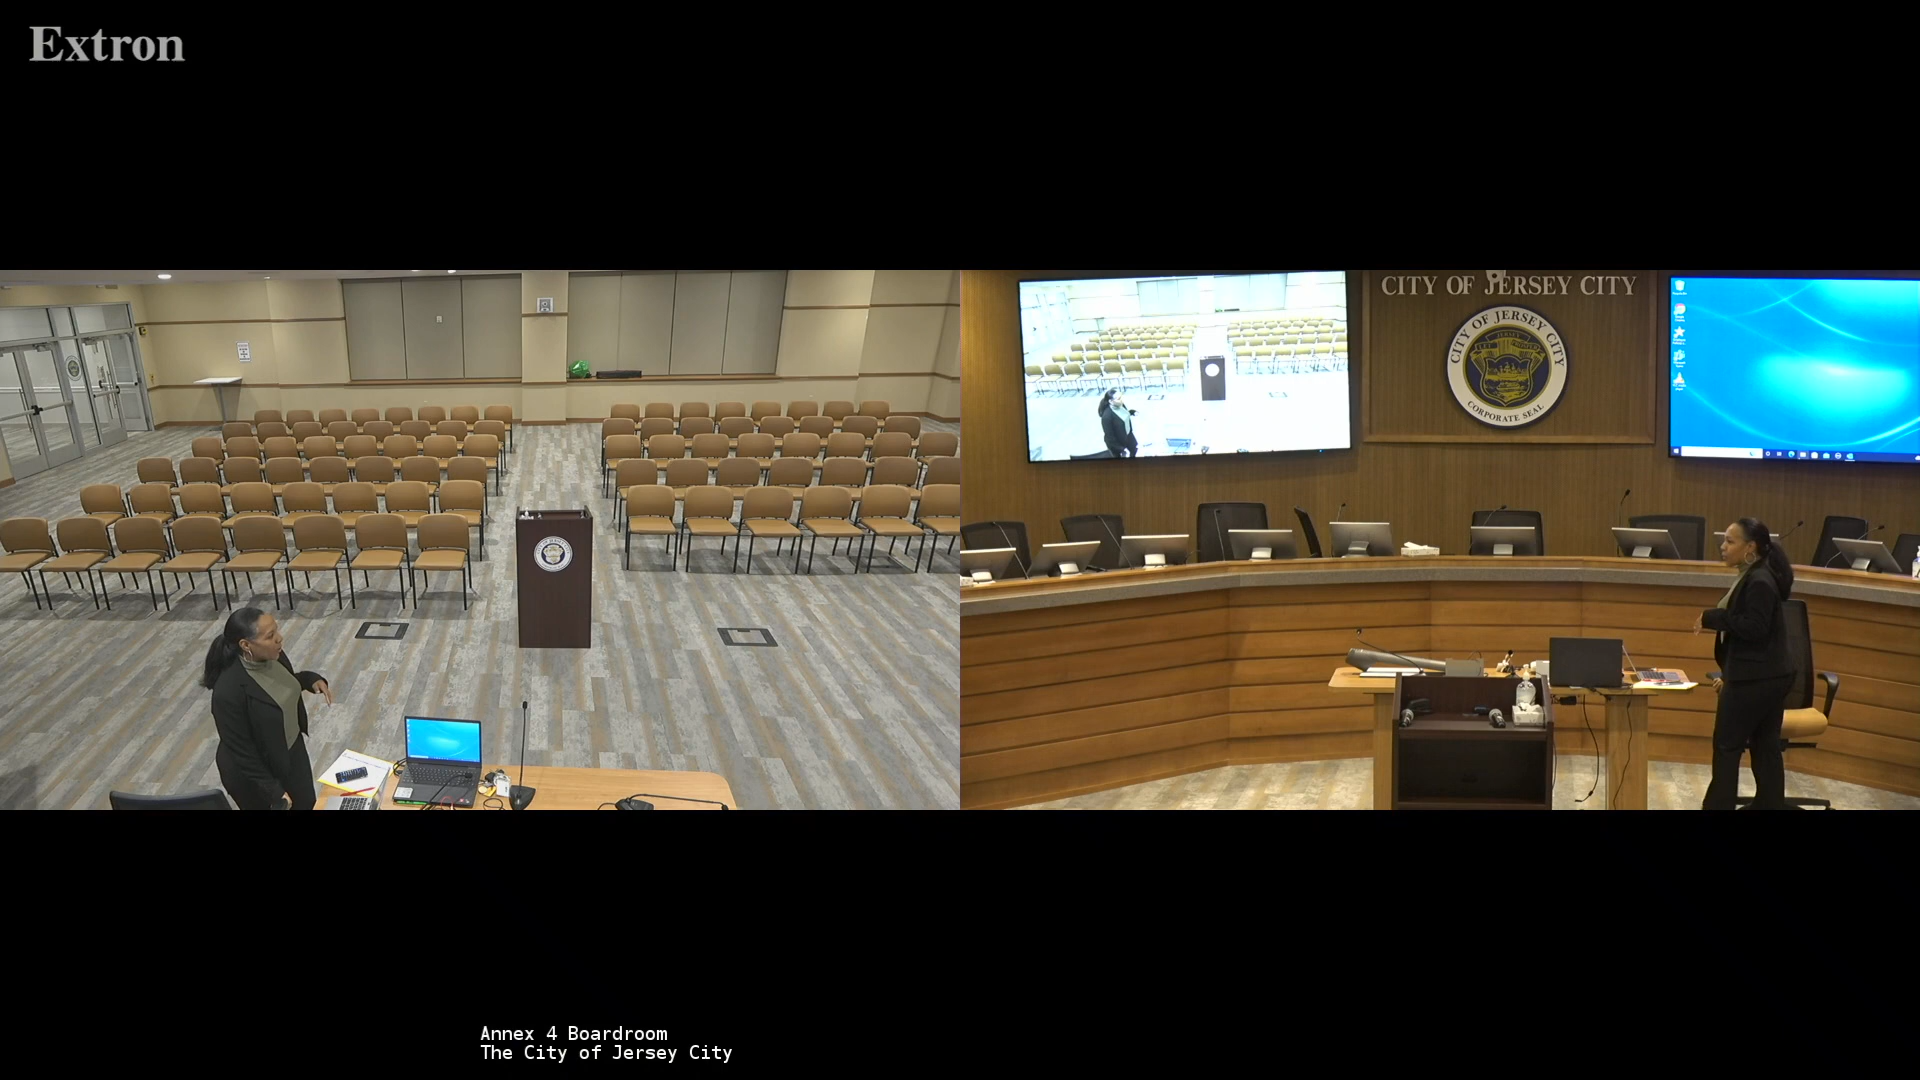 Extron
CITY OF JERSEY CITY
CITY OF JERSEY CITY
CORPORATE SEAL
Annex 4 Boardroom
The City of Jersey City